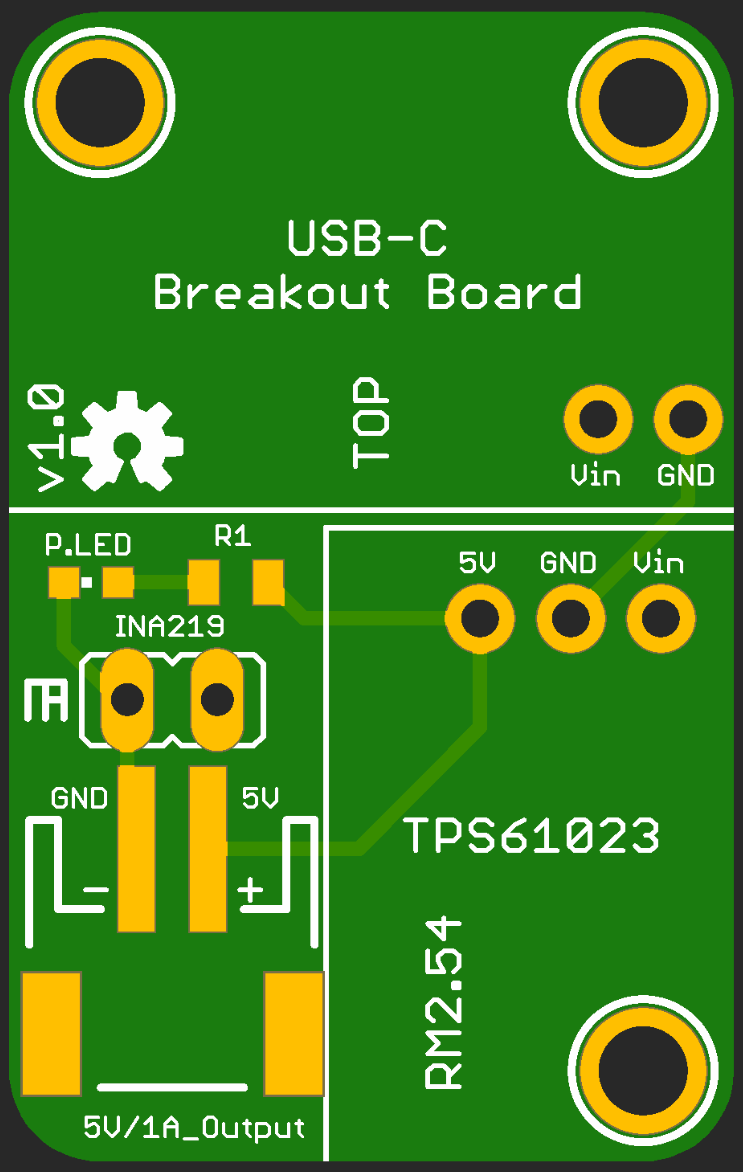 USB-C
Breakout Board
v1.0
TOP
Vin
GND
P.LED
R1
5V
GND
Vin
INA219
GND
5V
TPS61023
-
+
RM2.54
5V/1A_Output